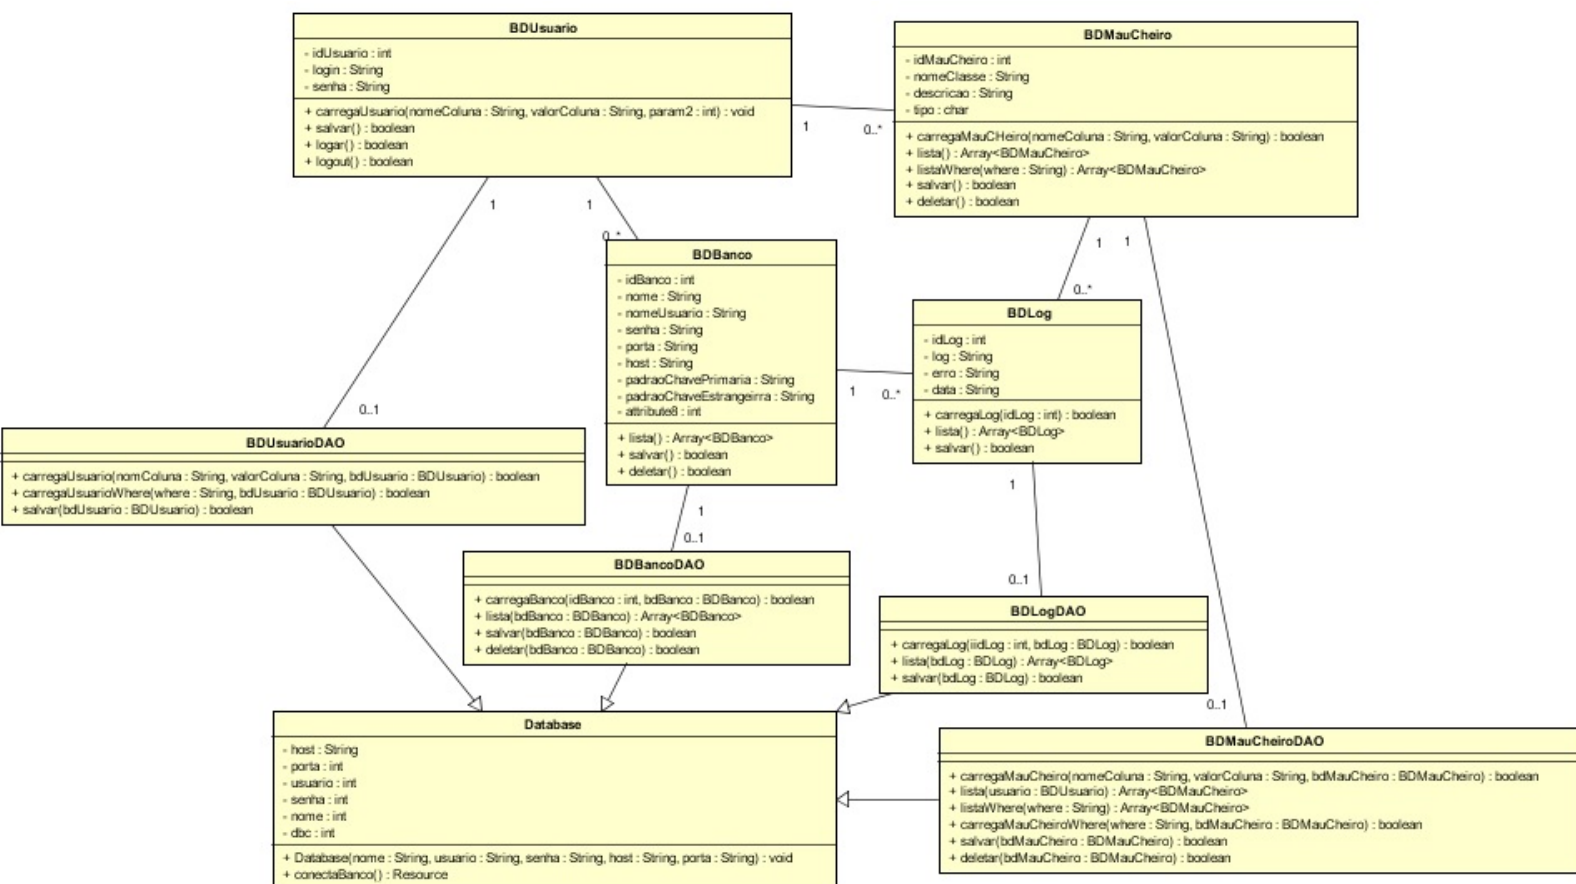 BDUsuario
- idUsuario : int
- login : String
- senha : String
+ carregaUsuario(nomeColuna : String, valorColuna : String, param2 : int) : void
+ salvar() : boolean
+ logar() : boolean
+ logout() : boolean
BDMauCheiro
- idMauCheiro : int
- nomeClasse : String
- descricao : String
- tipo : char
+ carregaMauCHeiro(nomeColuna : String, valorColuna : String) : boolean
+ lista() : Array<BDMauCheiro>
+ listaWhere(where : String) : Array<BDMauCheiro>
+ salvar() : boolean
+ deletar() : boolean
1
0..*
1
1
0..*
1
1
0..*
BDBanco
- idBanco : int
- nome : String
- nomeUsuario : String
- senha : String
- porta : String
- host : String
- padraoChavePrimaria : String
- padraoChaveEstrangeirra : String
- attribute8 : int
+ lista() : Array<BDBanco>
+ salvar() : boolean
+ deletar() : boolean
BDLog
- idLog : int
- log : String
- erro : String
- data : String
+ carregaLog(idLog : int) : boolean
+ lista() : Array<BDLog>
+ salvar() : boolean
1
0..*
0..1
BDUsuarioDAO
+ carregaUsuario(nomColuna : String, valorColuna : String, bdUsuario : BDUsuario) : boolean
+ carregaUsuarioWhere(where : String, bdUsuario : BDUsuario) : boolean
+ salvar(bdUsuario : BDUsuario) : boolean
1
0..1
1
0..1
BDBancoDAO
+ carregaBanco(idBanco : int, bdBanco : BDBanco) : boolean
+ lista(bdBanco : BDBanco) : Array<BDBanco>
+ salvar(bdBanco : BDBanco) : boolean
+ deletar(bdBanco : BDBanco) : boolean
BDLogDAO
+ carregaLog(iidLog : int, bdLog : BDLog) : boolean
+ lista(bdLog : BDLog) : Array<BDLog>
+ salvar(bdLog : BDLog) : boolean
0..1
Database
- host : String
- porta : int
- usuario : int
- senha : int
- nome : int
- dbc : int
+ Database(nome : String, usuario : String, senha : String, host : String, porta : String) : void
+ conectaBanco() : Resource
BDMauCheiroDAO
+ carregaMauCheiro(nomeColuna : String, valorColuna : String, bdMauCheiro : BDMauCheiro) : boolean
+ lista(usuario : BDUsuario) : Array<BDMauCheiro>
+ listaWhere(where : String) : Array<BDMauCheiro>
+ carregaMauCheiroWhere(where : String, bdMauCheiro : BDMauCheiro) : boolean
+ salvar(bdMauCheiro : BDMauCheiro) : boolean
+ deletar(bdMauCheiro : BDMauCheiro) : boolean